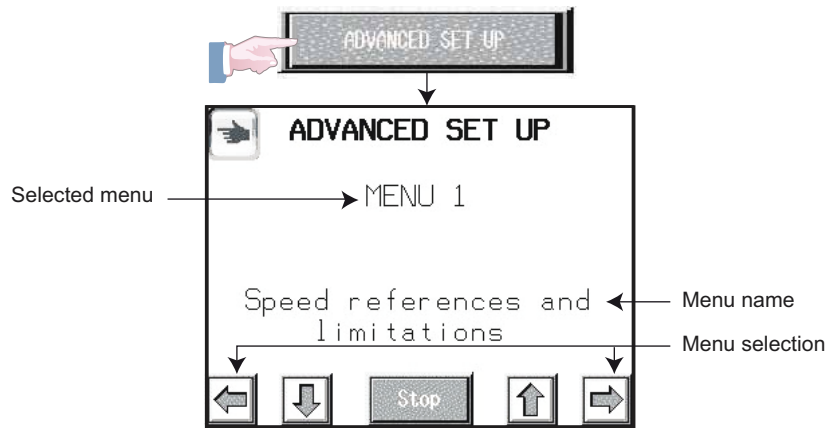 ADVANCED SET UP
ADVANCED SET UP
Selected menu
MENU 1
Speed references and
limitations
Menu name
Menu selection
Stop